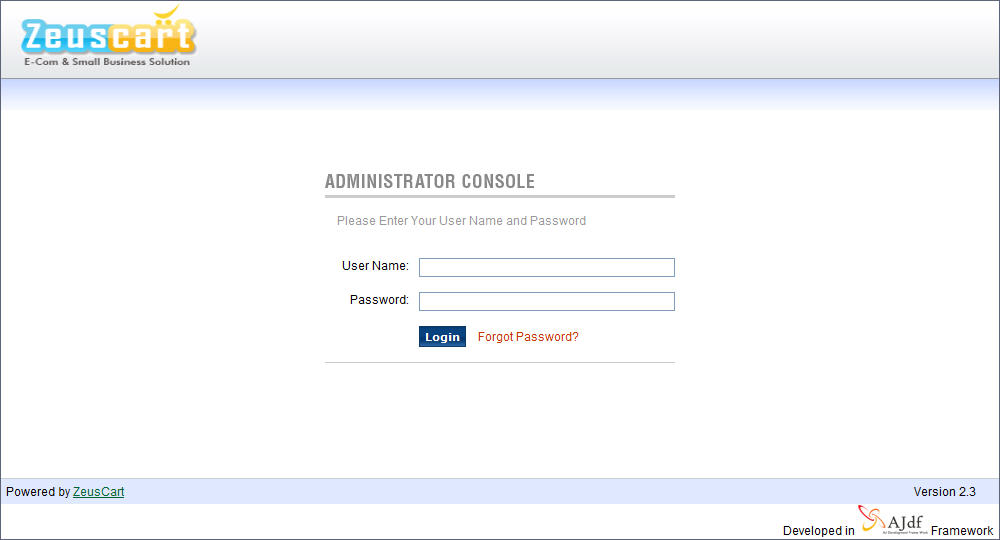 Zeuscart
E-Com & Small Business Solution
ADMINISTRATOR CONSOLE
Please Enter Your User Name and Password
User Name:
Password:
Login Forgot Password?
Powered by ZeusCart Version 2.3
Developed in AJdf Framework